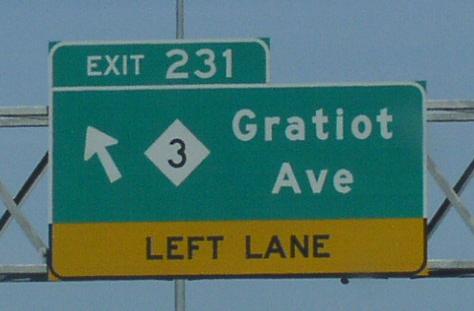 EXIT 231
3
Gratiot
Ave
LEFT LANE